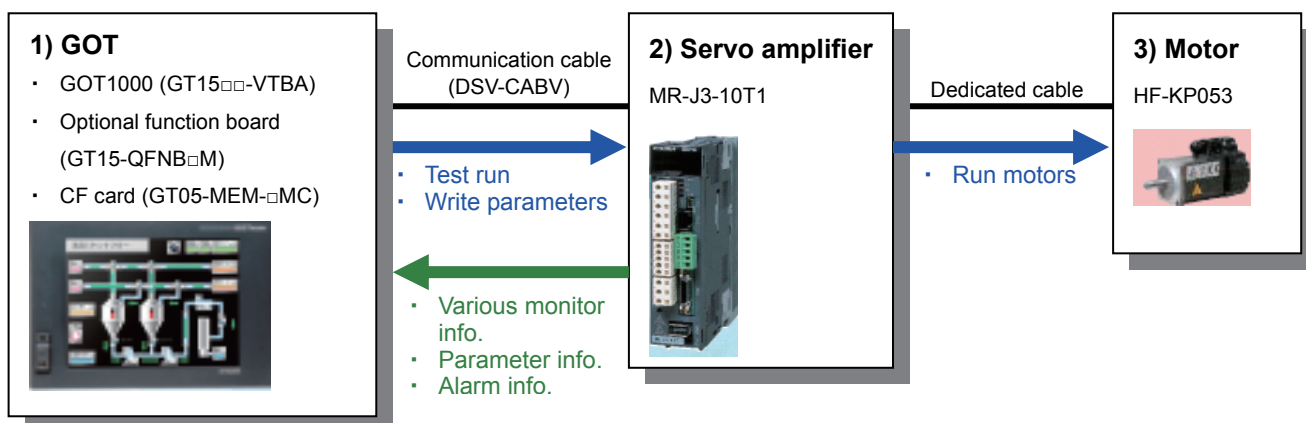 1) GOT
・ GOT1000 (GT15□□-VTBA)
・ Optional function board
(GT15-QFNB□M)
・ CF card (GT05-MEM-□MC)
Communication cable
(DSV-CABV)
・ Test run
・ Write parameters
・ Various monitor
info.
・ Parameter info.
・ Alarm info.
2) Servo amplifier
MR-J3-10T1
Dedicated cable
・ Run motors
3) Motor
HF-KP053